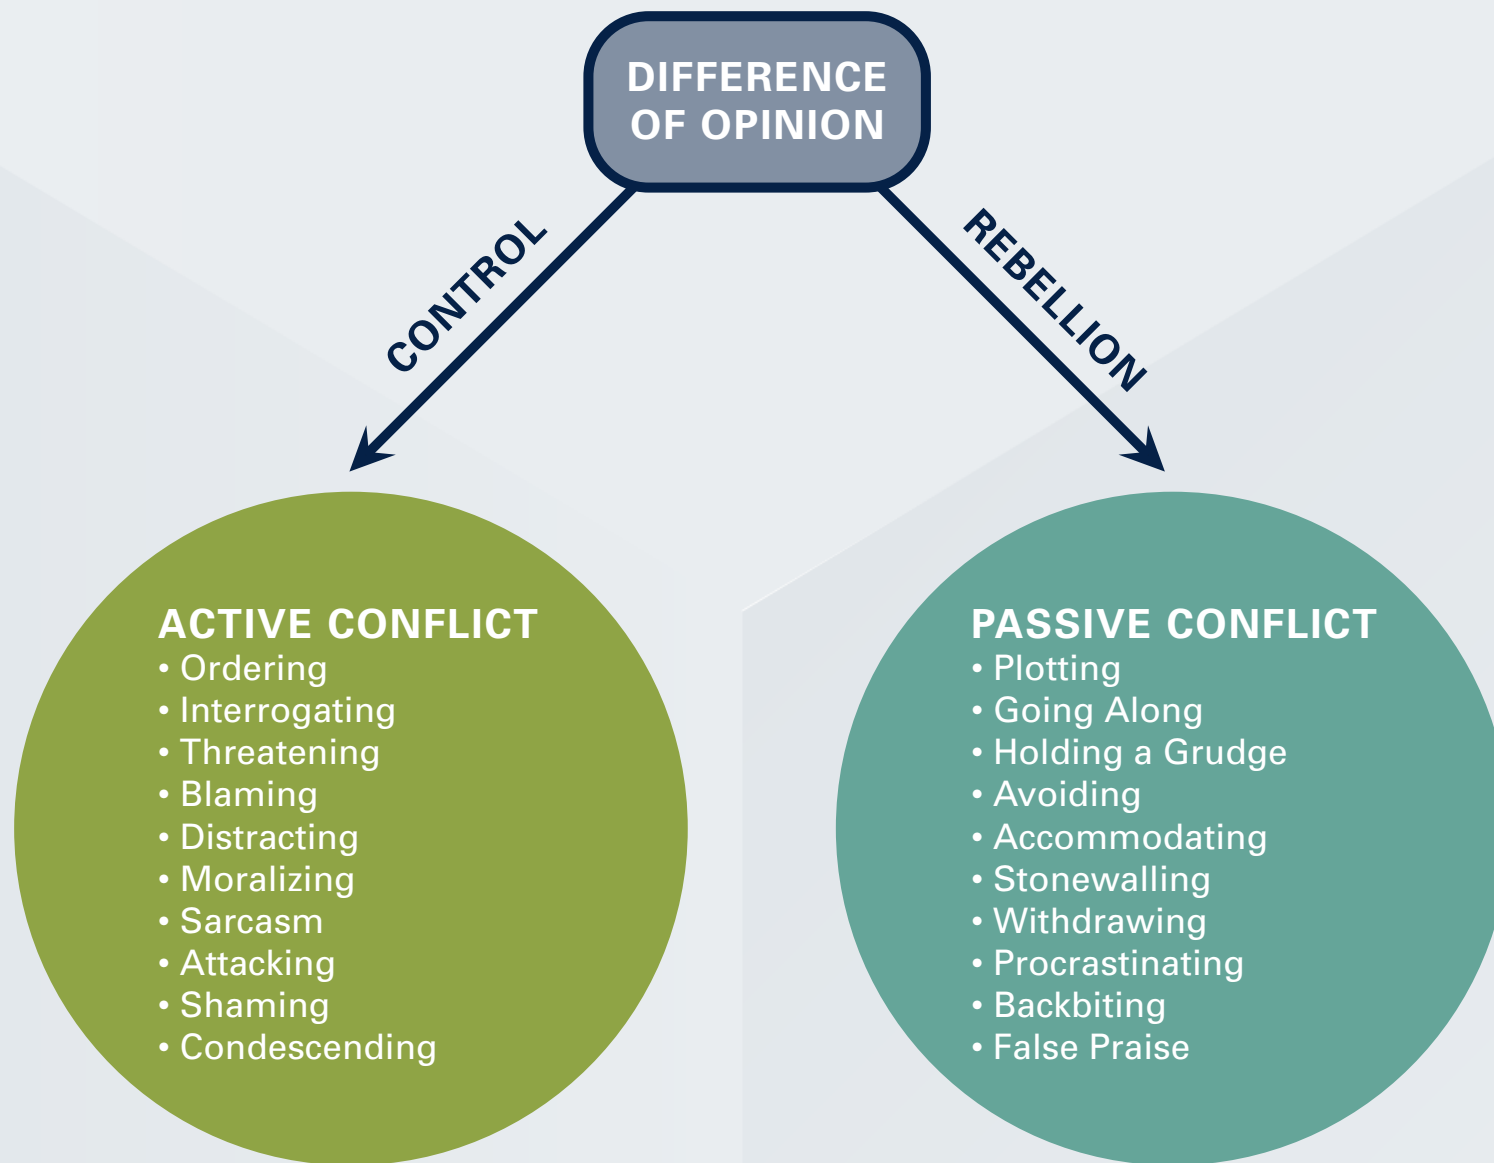 DIFFERENCE
OF OPINION
CONTROL
REBELLION
ACTIVE CONFLICT
• Ordering
• Interrogating
• Threatening
• Blaming
• Distracting
• Moralizing
• Sarcasm
• Attacking
• Shaming
• Condescending
PASSIVE CONFLICT
• Plotting
• Going Along
• Holding a Grudge
• Avoiding
• Accommodating
• Stonewalling
• Withdrawing
• Procrastinating
• Backbiting
• False Praise